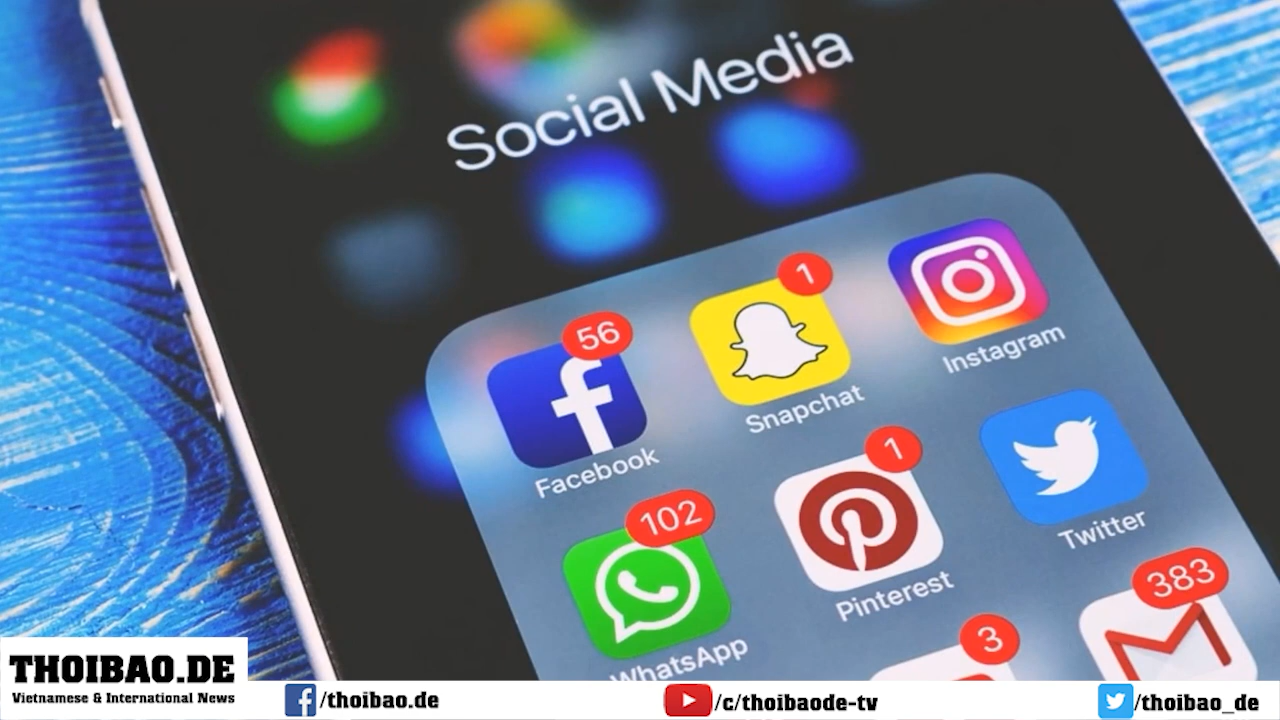 Social Media
56
1
Facebook
Snapchat
Instagram
102
1
WhatsApp
Pinterest
Twitter
3
383
THOIBAO.DE
Vietnamese & International News
/thoibao.de
/c/thoibaode-tv
/thoibao_de